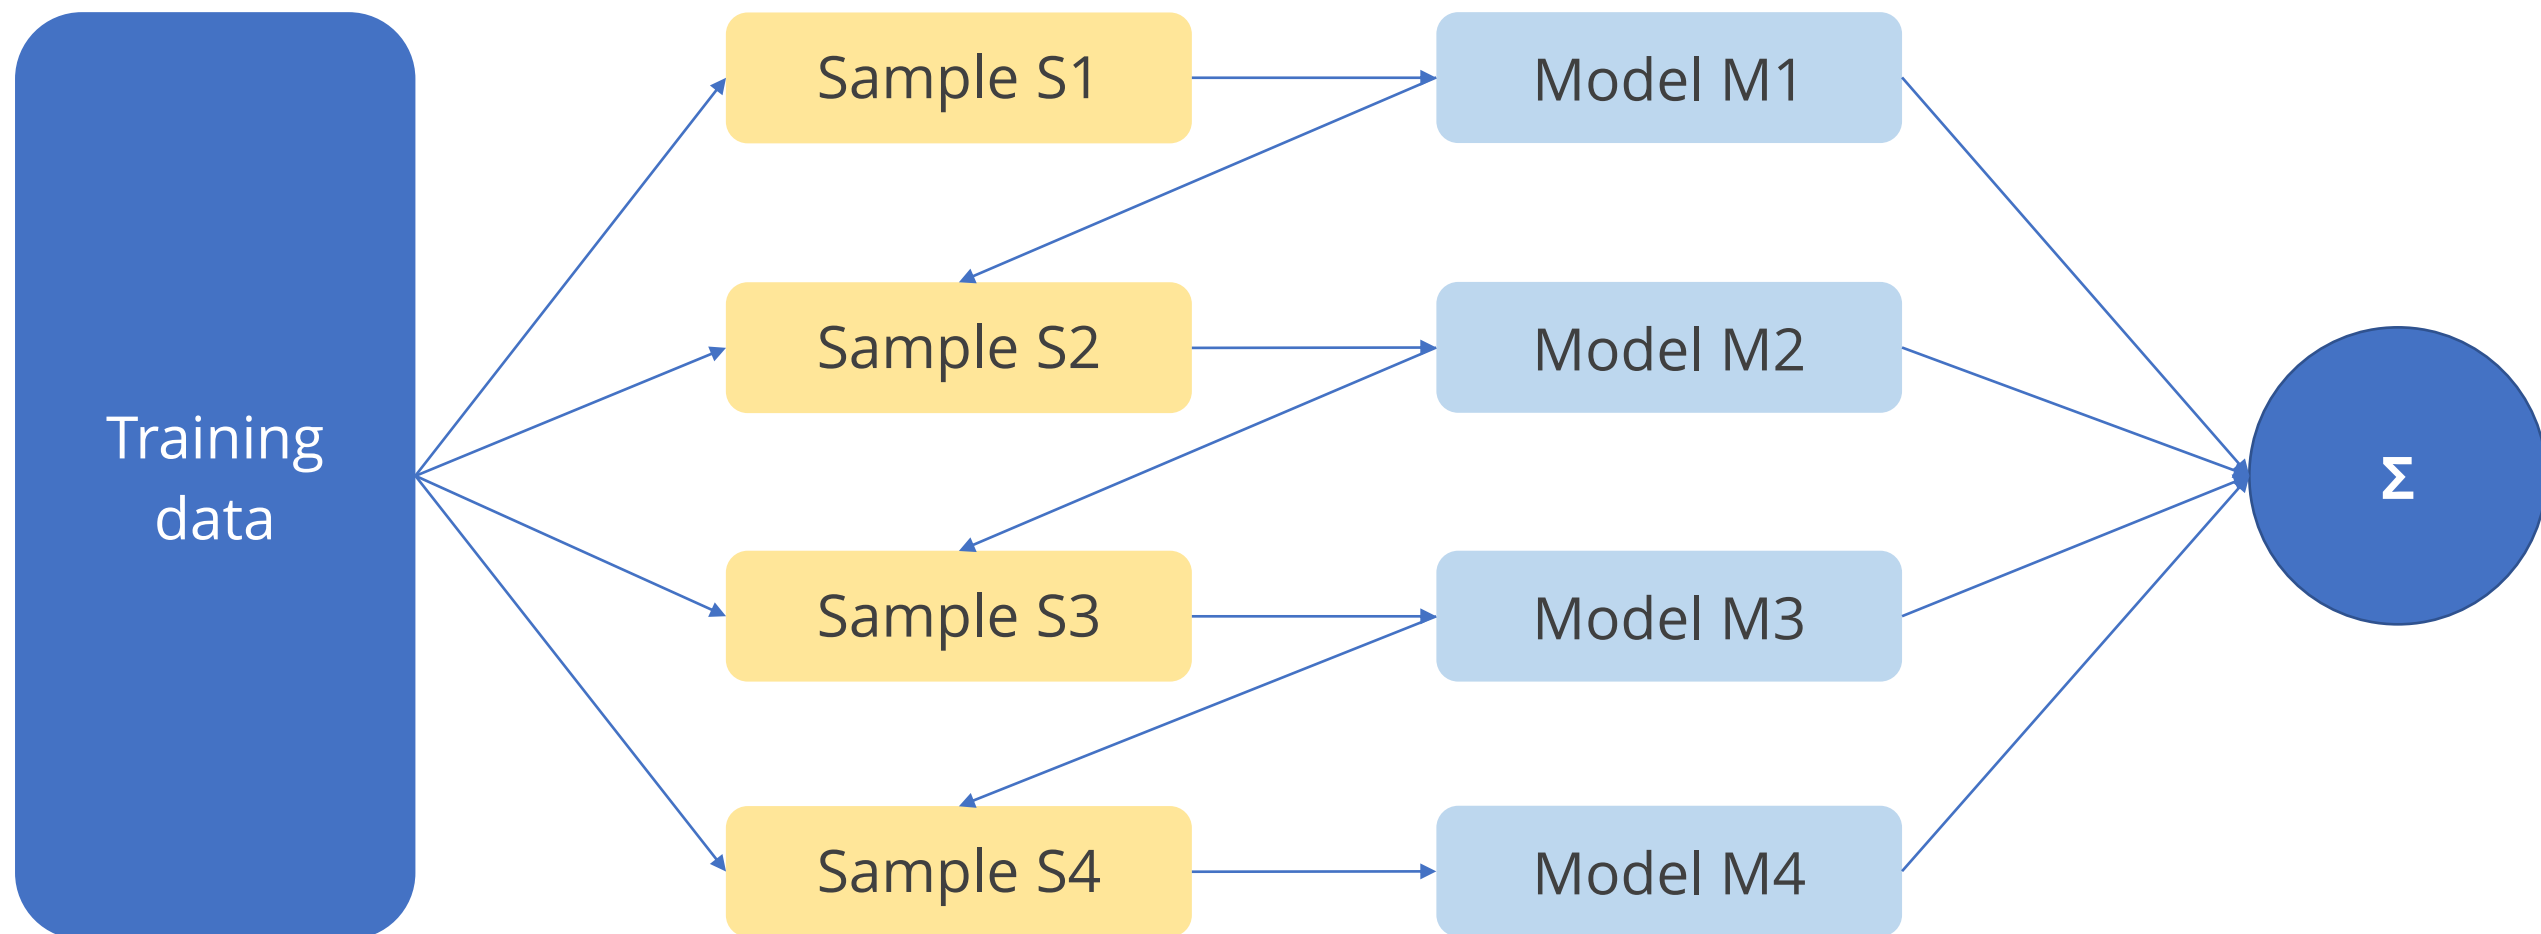 Sample S1
Model M1
Sample S2
Model M2
Training
data
Σ
Sample S3
Model M3
Sample S4
Model M4